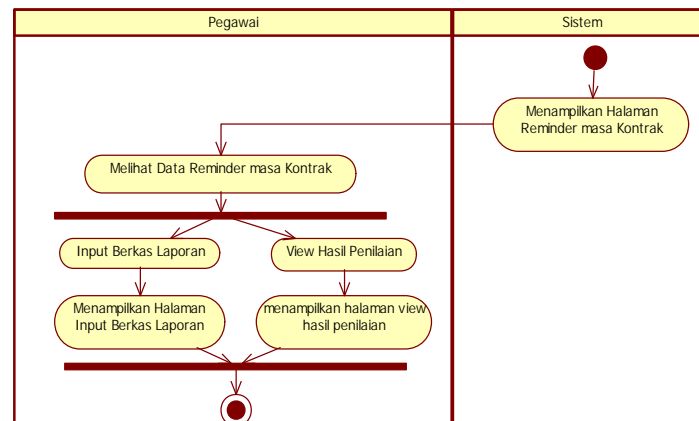 Pegawai
Sistem
Menampilkan Halaman
Reminder masa Kontrak
Melihat Data Reminder masa Kontrak
Input Berkas Laporan
View Hasil Penilaian
Menampilkan Halaman
Input Berkas Laporan
menampilkan halaman view
hasil penilaian